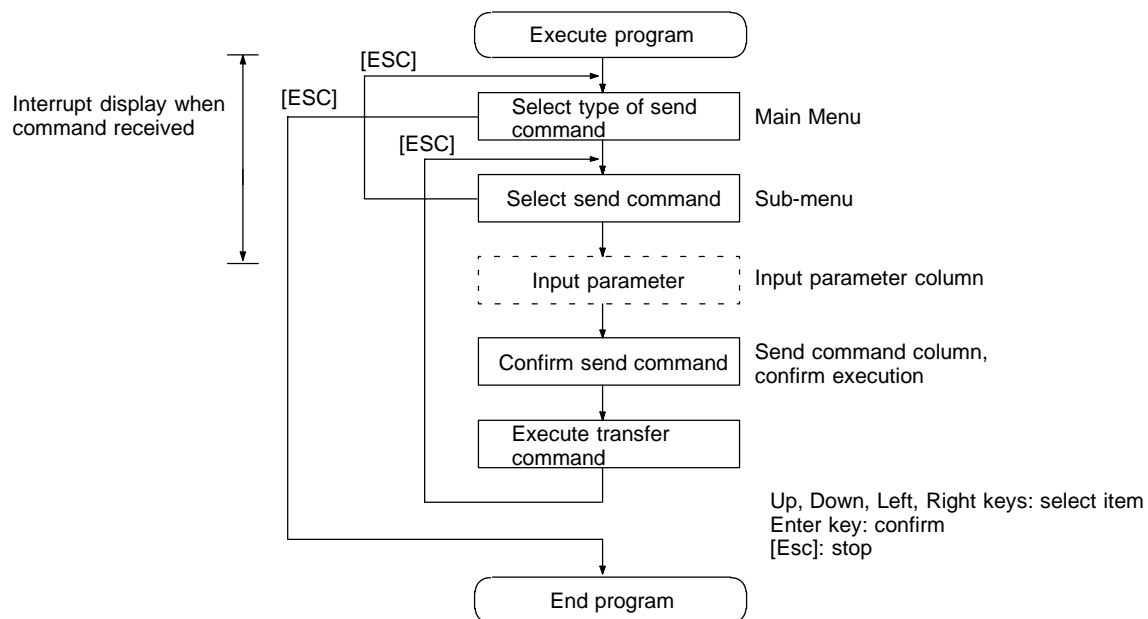 Execute program
[ESC]
Interrupt display when
command received
[ESC]
Select type of send
command
Main Menu
[ESC]
Select send command
Sub-menu
Input parameter
Input parameter column
Confirm send command
Send command column,
confirm execution
Execute transfer
command
Up, Down, Left, Right keys: select item
Enter key: confirm
[Esc]: stop
End program